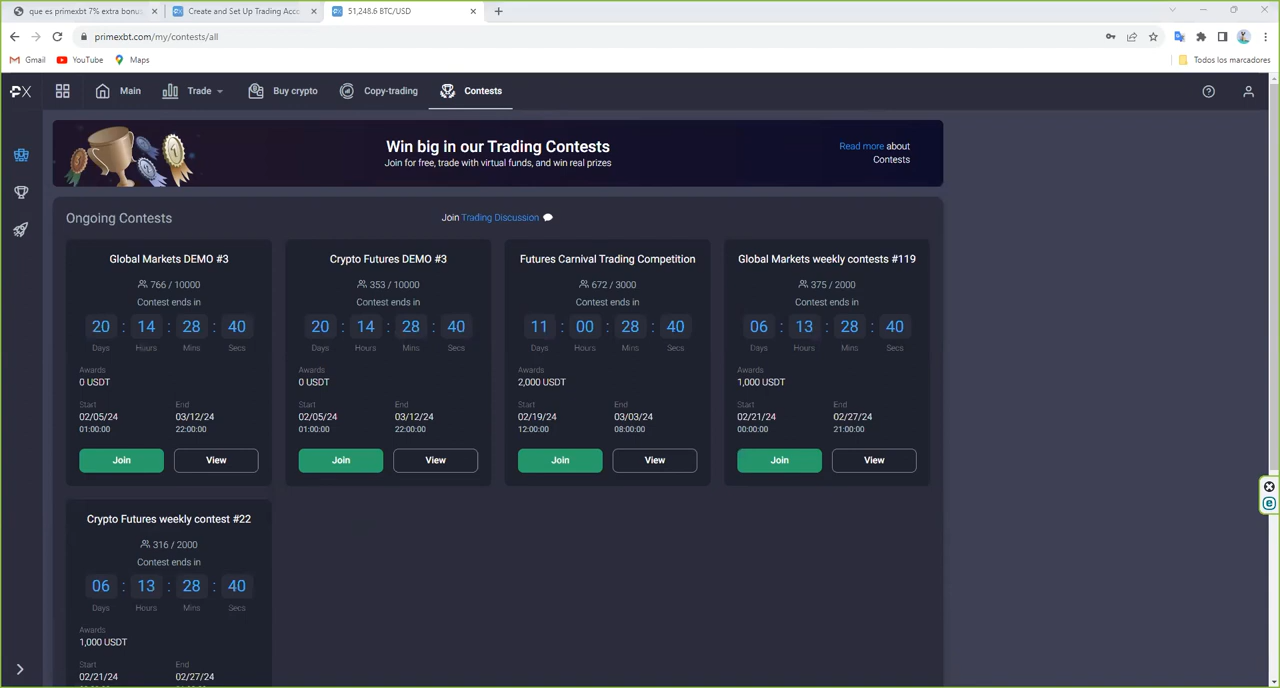 que es primexbt 7% extra bonus
Create and Set Up Trading Acco
51,248.6 BTC/USD
primexbt.com/my/contests/all
Gmail YouTube Maps Todos los marcadores
PX Main Trade Buy crypto Copy-trading Contests
Win big in our Trading Contests
Join for free, trade with virtual funds, and win real prizes
Read more about
Contests
Ongoing Contests
Join Trading Discussion
Global Markets DEMO #3
766 / 10000
Contest ends in
20 : 14 : 28 : 40
Days Hours Mins Secs
Awards
0 USDT
Start End
02/05/24 03/12/24
01:00:00 22:00:00
Join View
Crypto Futures DEMO #3
353 / 10000
Contest ends in
20 : 14 : 28 : 40
Days Hours Mins Secs
Awards
0 USDT
Start End
02/05/24 03/12/24
01:00:00 22:00:00
Join View
Futures Carnival Trading Competition
672 / 3000
Contest ends in
11 : 00 : 28 : 40
Days Hours Mins Secs
Awards
2,000 USDT
Start End
02/19/24 03/03/24
12:00:00 08:00:00
Join View
Global Markets weekly contests #119
375 / 2000
Contest ends in
06 : 13 : 28 : 40
Days Hours Mins Secs
Awards
1,000 USDT
Start End
02/21/24 02/27/24
00:00:00 21:00:00
Join View
Crypto Futures weekly contest #22
316 / 2000
Contest ends in
06 : 13 : 28 : 40
Days Hours Mins Secs
Awards
1,000 USDT
Start End
02/21/24 02/27/24